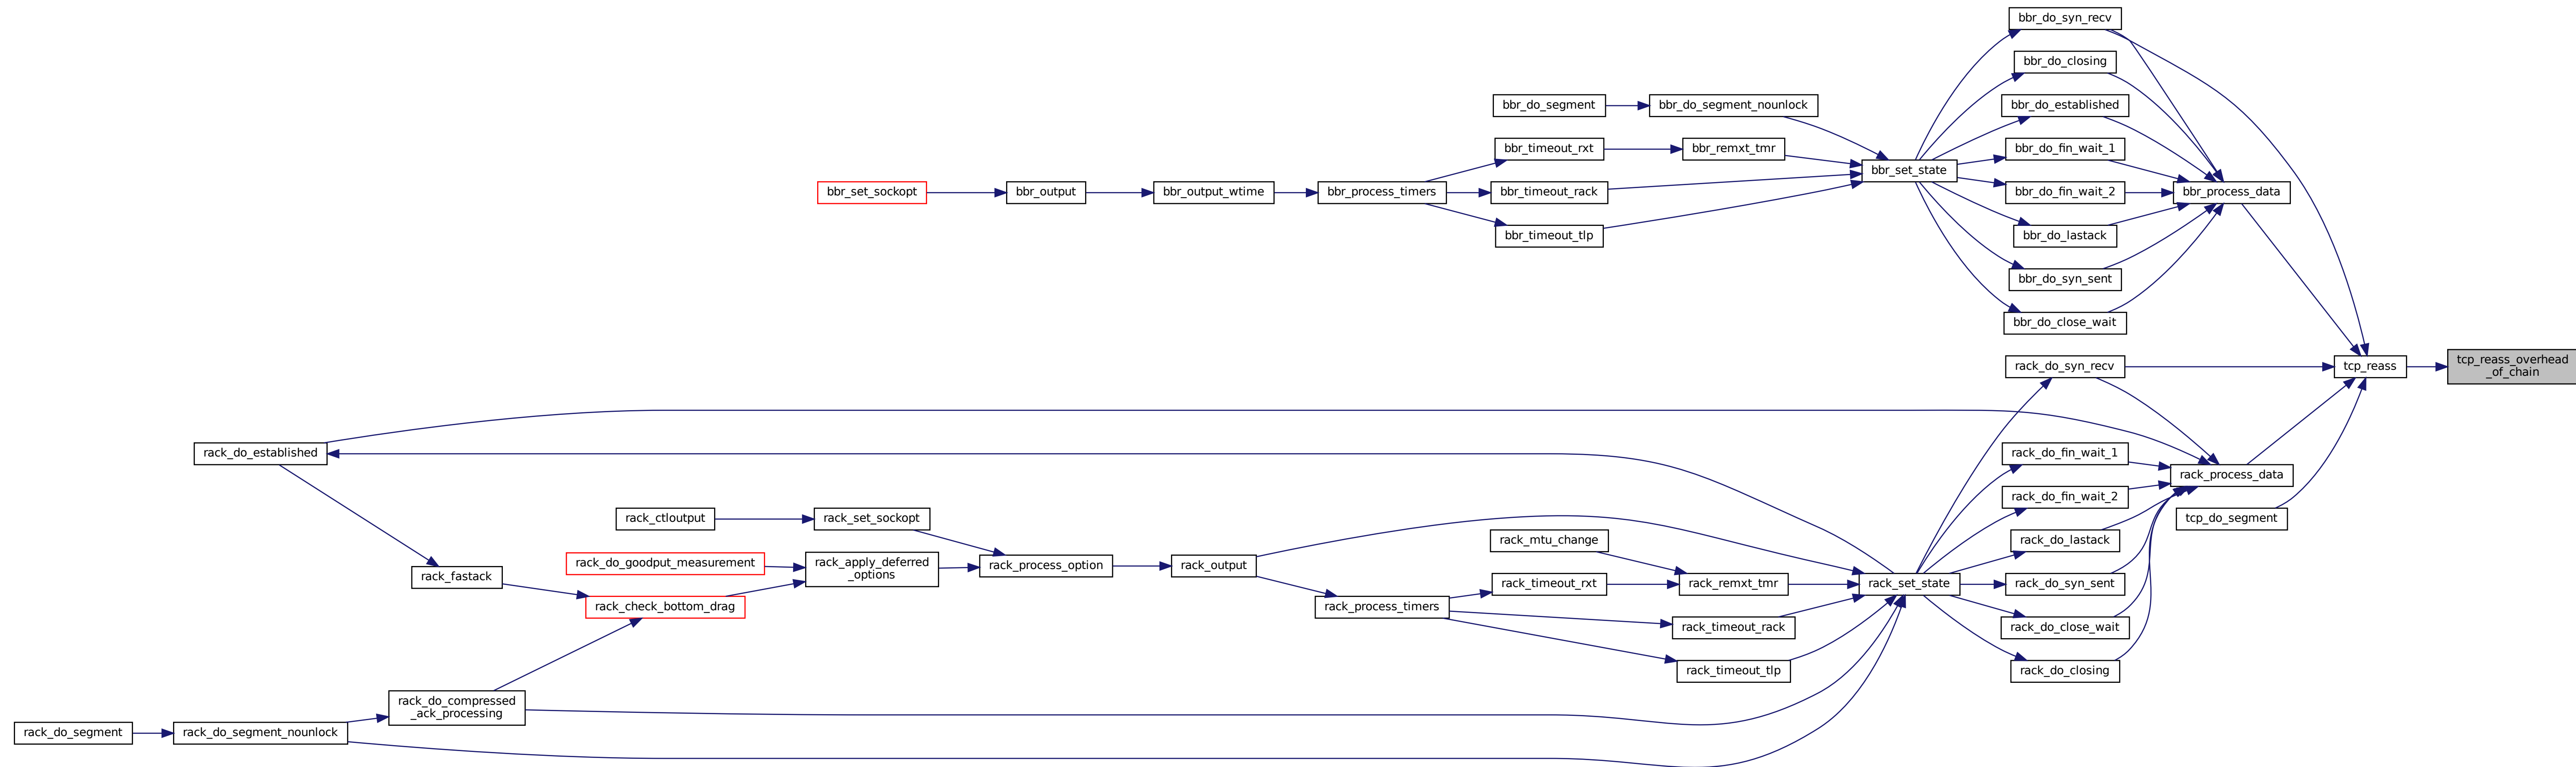 bbr_do_syn_recv
bbr_do_closing
bbr_do_segment
bbr_do_segment_nounlock
bbr_do_established
bbr_timeout_rxt
bbr_remxt_tmr
bbr_do_fin_wait_1
bbr_set_state
bbr_set_sockopt
bbr_output
bbr_output_wtime
bbr_process_timers
bbr_timeout_rack
bbr_do_fin_wait_2
bbr_process_data
bbr_timeout_tlp
bbr_do_lastack
bbr_do_syn_sent
bbr_do_close_wait
rack_do_syn_recv
tcp_reass
tcp_reass_overhead
_of_chain
rack_do_established
rack_do_fin_wait_1
rack_process_data
rack_do_fin_wait_2
rack_ctloutput
rack_set_sockopt
tcp_do_segment
rack_mtu_change
rack_do_lastack
rack_do_goodput_measurement
rack_apply_deferred
_options
rack_process_option
rack_output
rack_fastack
rack_timeout_rxt
rack_remxt_tmr
rack_set_state
rack_do_syn_sent
rack_check_bottom_drag
rack_process_timers
rack_timeout_rack
rack_do_close_wait
rack_timeout_tlp
rack_do_closing
rack_do_compressed
_ack_processing
rack_do_segment
rack_do_segment_nounlock